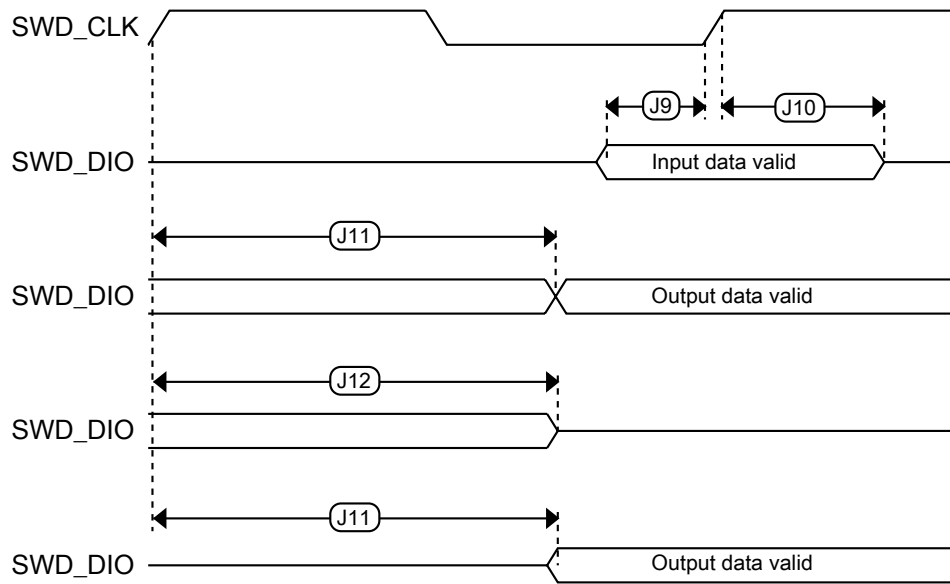 SWD_CLK
J9
J10
SWD_DIO
Input data valid
J11
SWD_DIO
Output data valid
J12
SWD_DIO
J11
SWD_DIO
Output data valid